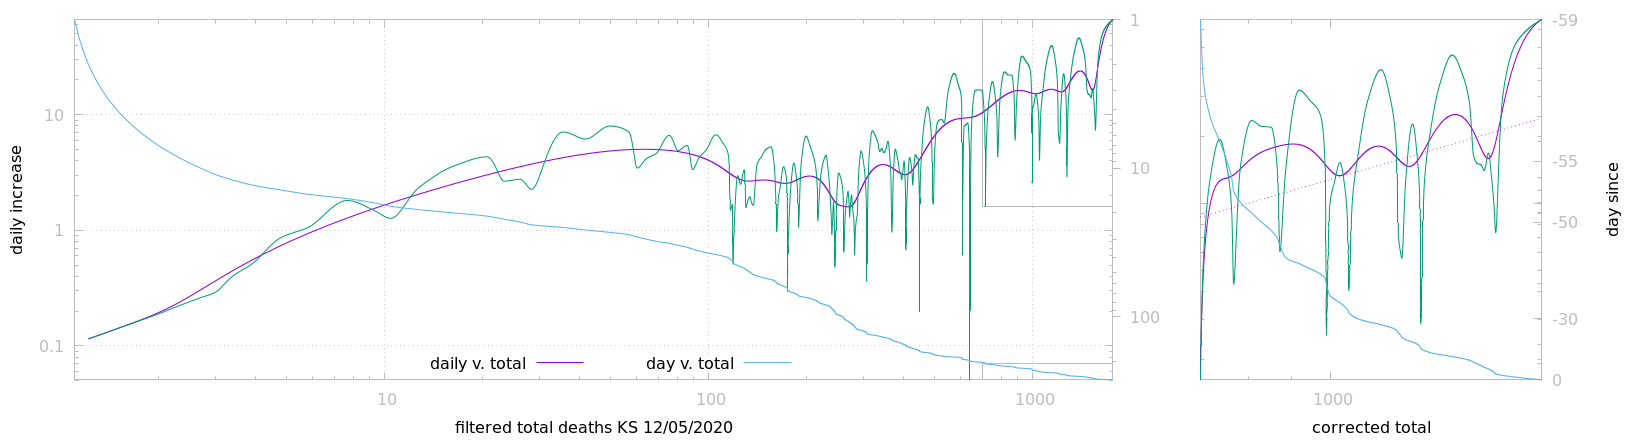 daily increase
10
1
0.1
daily v. total
day v. total
10
100
1000
filtered total deaths KS 12/05/2020
1
10
100
1000
corrected total
-59
-55
-50
-30
0
day since